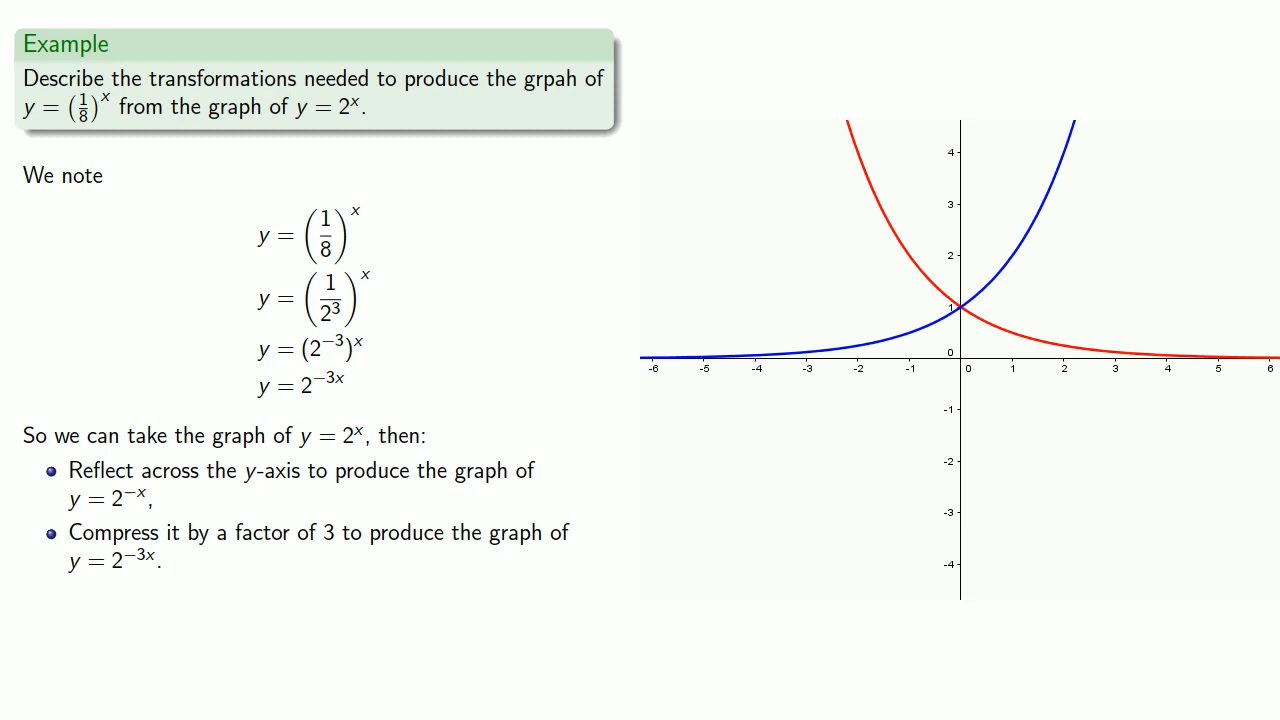 Example
Describe the transformations needed to produce the grpah of
y = (1/8)^x from the graph of y = 2^x.
We note
y = (1/8)^x
y = (1/2^3)^x
y = (2^−3)^x
y = 2^−3x
So we can take the graph of y = 2^x, then:
Reflect across the y-axis to produce the graph of
y = 2^−x,
Compress it by a factor of 3 to produce the graph of
y = 2^−3x.
4
3
2
1
0
-6 -5 -4 -3 -2 -1 0 1 2 3 4 5 6
-1
-2
-3
-4